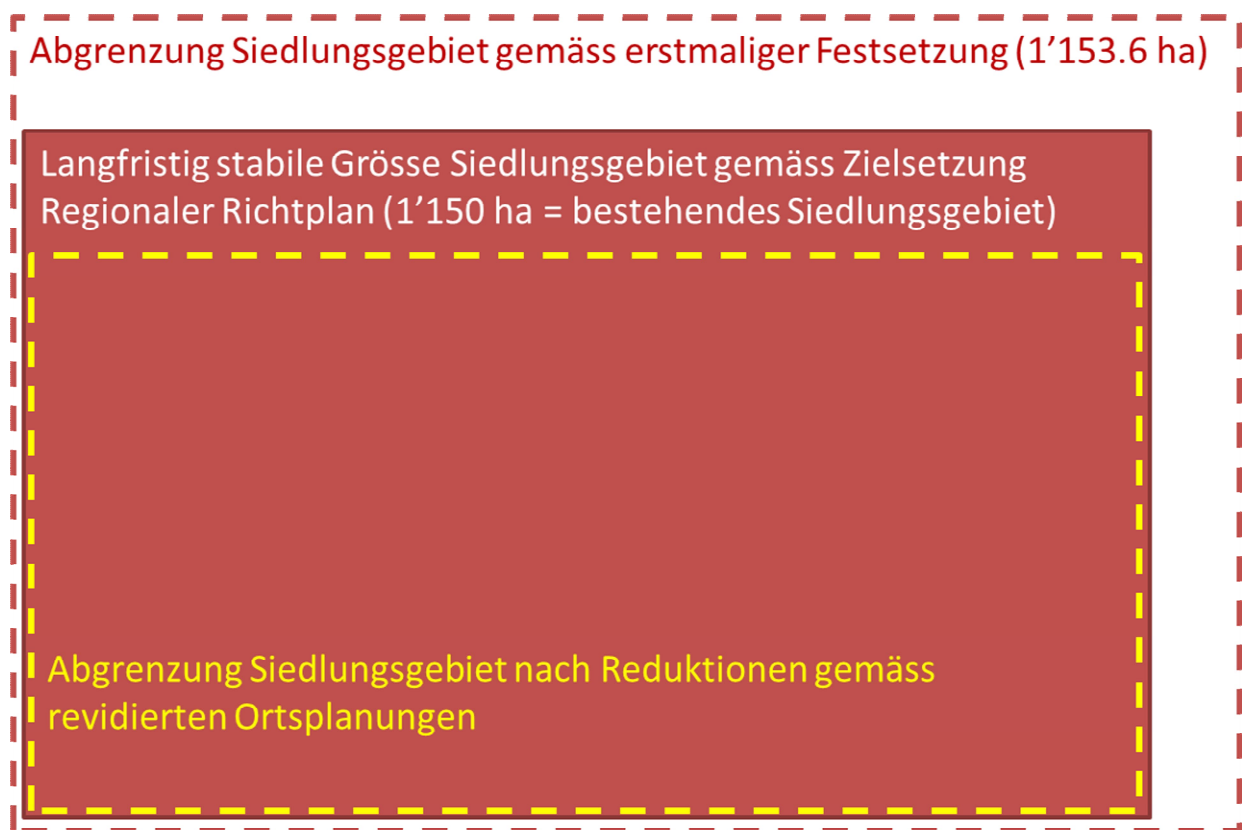 Abgrenzung Siedlungsgebiet gemäss erstmaliger Festsetzung (1’153.6 ha)
Langfristig stabile Grösse Siedlungsgebiet gemäss Zielsetzung
Regionaler Richtplan (1’150 ha = bestehendes Siedlungsgebiet)
Abgrenzung Siedlungsgebiet nach Reduktionen gemäss
revidierten Ortsplanungen